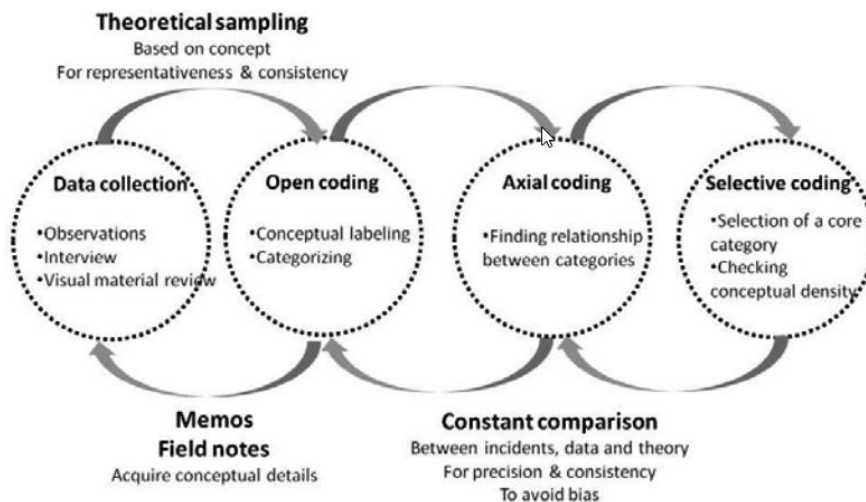 Theoretical sampling
Based on concept
For representativeness & consistency
Data collection
•Observations
•Interview
•Visual material review
Open coding
•Conceptual labeling
•Categorizing
Axial coding
•Finding relationship
between categories
Selective coding
•Selection of a core
category
•Checking
conceptual density
Memos
Field notes
Acquire conceptual details
Constant comparison
Between incidents, data and theory
For precision & consistency
To avoid bias